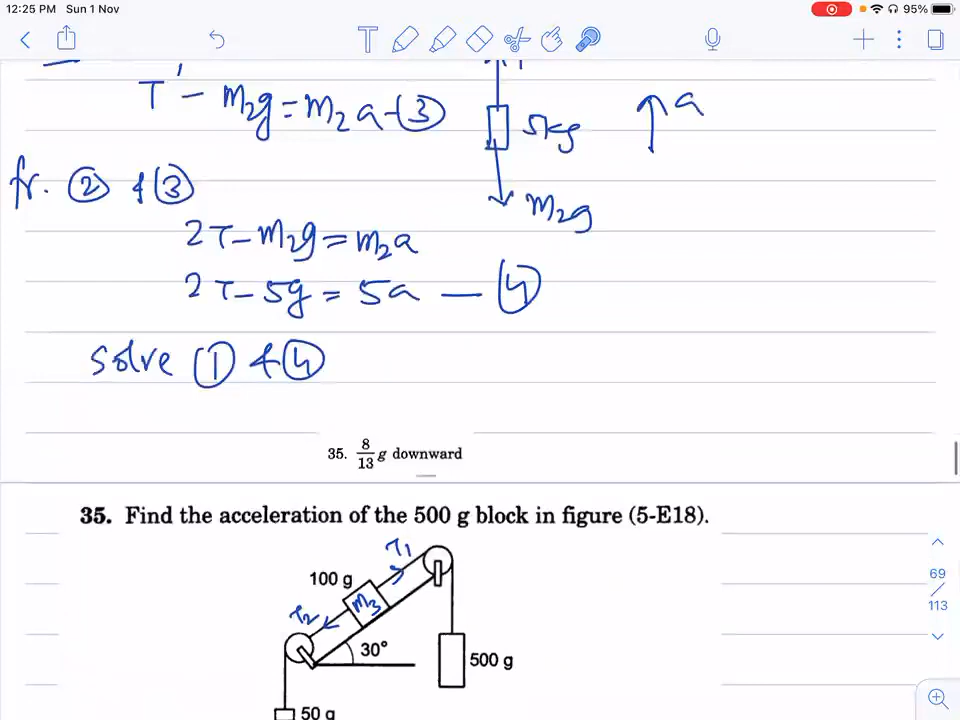 12:25 PM Sun 1 Nov
95%
T' - m₂g = m₂a - ③
5kg
a
m₂g
fr. ② & ③
2T - m₂g = m₂a
2T - 5g = 5a — ④
solve ① & ④
35. 8/13 g downward
35. Find the acceleration of the 500 g block in figure (5-E18).
T₁
100 g
m₃
T₂
30°
500 g
50 g
69
/
113